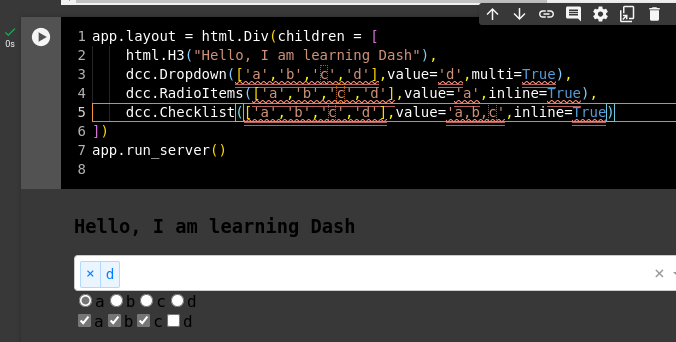 0s
1 app.layout = html.Div(children = [
2 html.H3("Hello, I am learning Dash"),
3 dcc.Dropdown(['a','b','c','d'],value='d',multi=True),
4 dcc.RadioItems(['a','b','c','d'],value='a',inline=True),
5 dcc.Checklist(['a','b','c','d'],value='a,b,c',inline=True)
6 ])
7 app.run_server()
8
Hello, I am learning Dash
× d ×
a b c d
a b c d